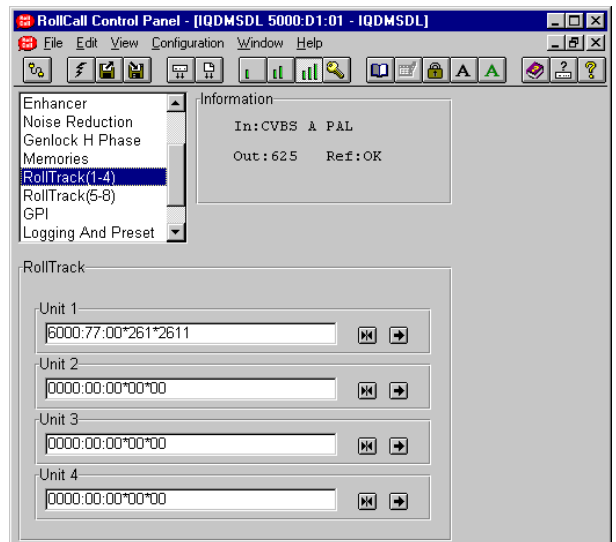 RollCall Control Panel - [IQDMSDL 5000:D1:01 - IQDMSDL]
File Edit View Configuration Window Help
A A
Enhancer
Noise Reduction
Genlock H Phase
Memories
RollTrack(1-4)
RollTrack(5-8)
GPI
Logging And Preset
Information
In:CVBS A PAL
Out:625 Ref:OK
RollTrack
Unit 1
6000:77:00*261*2611
Unit 2
0000:00:00*00*00
Unit 3
0000:00:00*00*00
Unit 4
0000:00:00*00*00